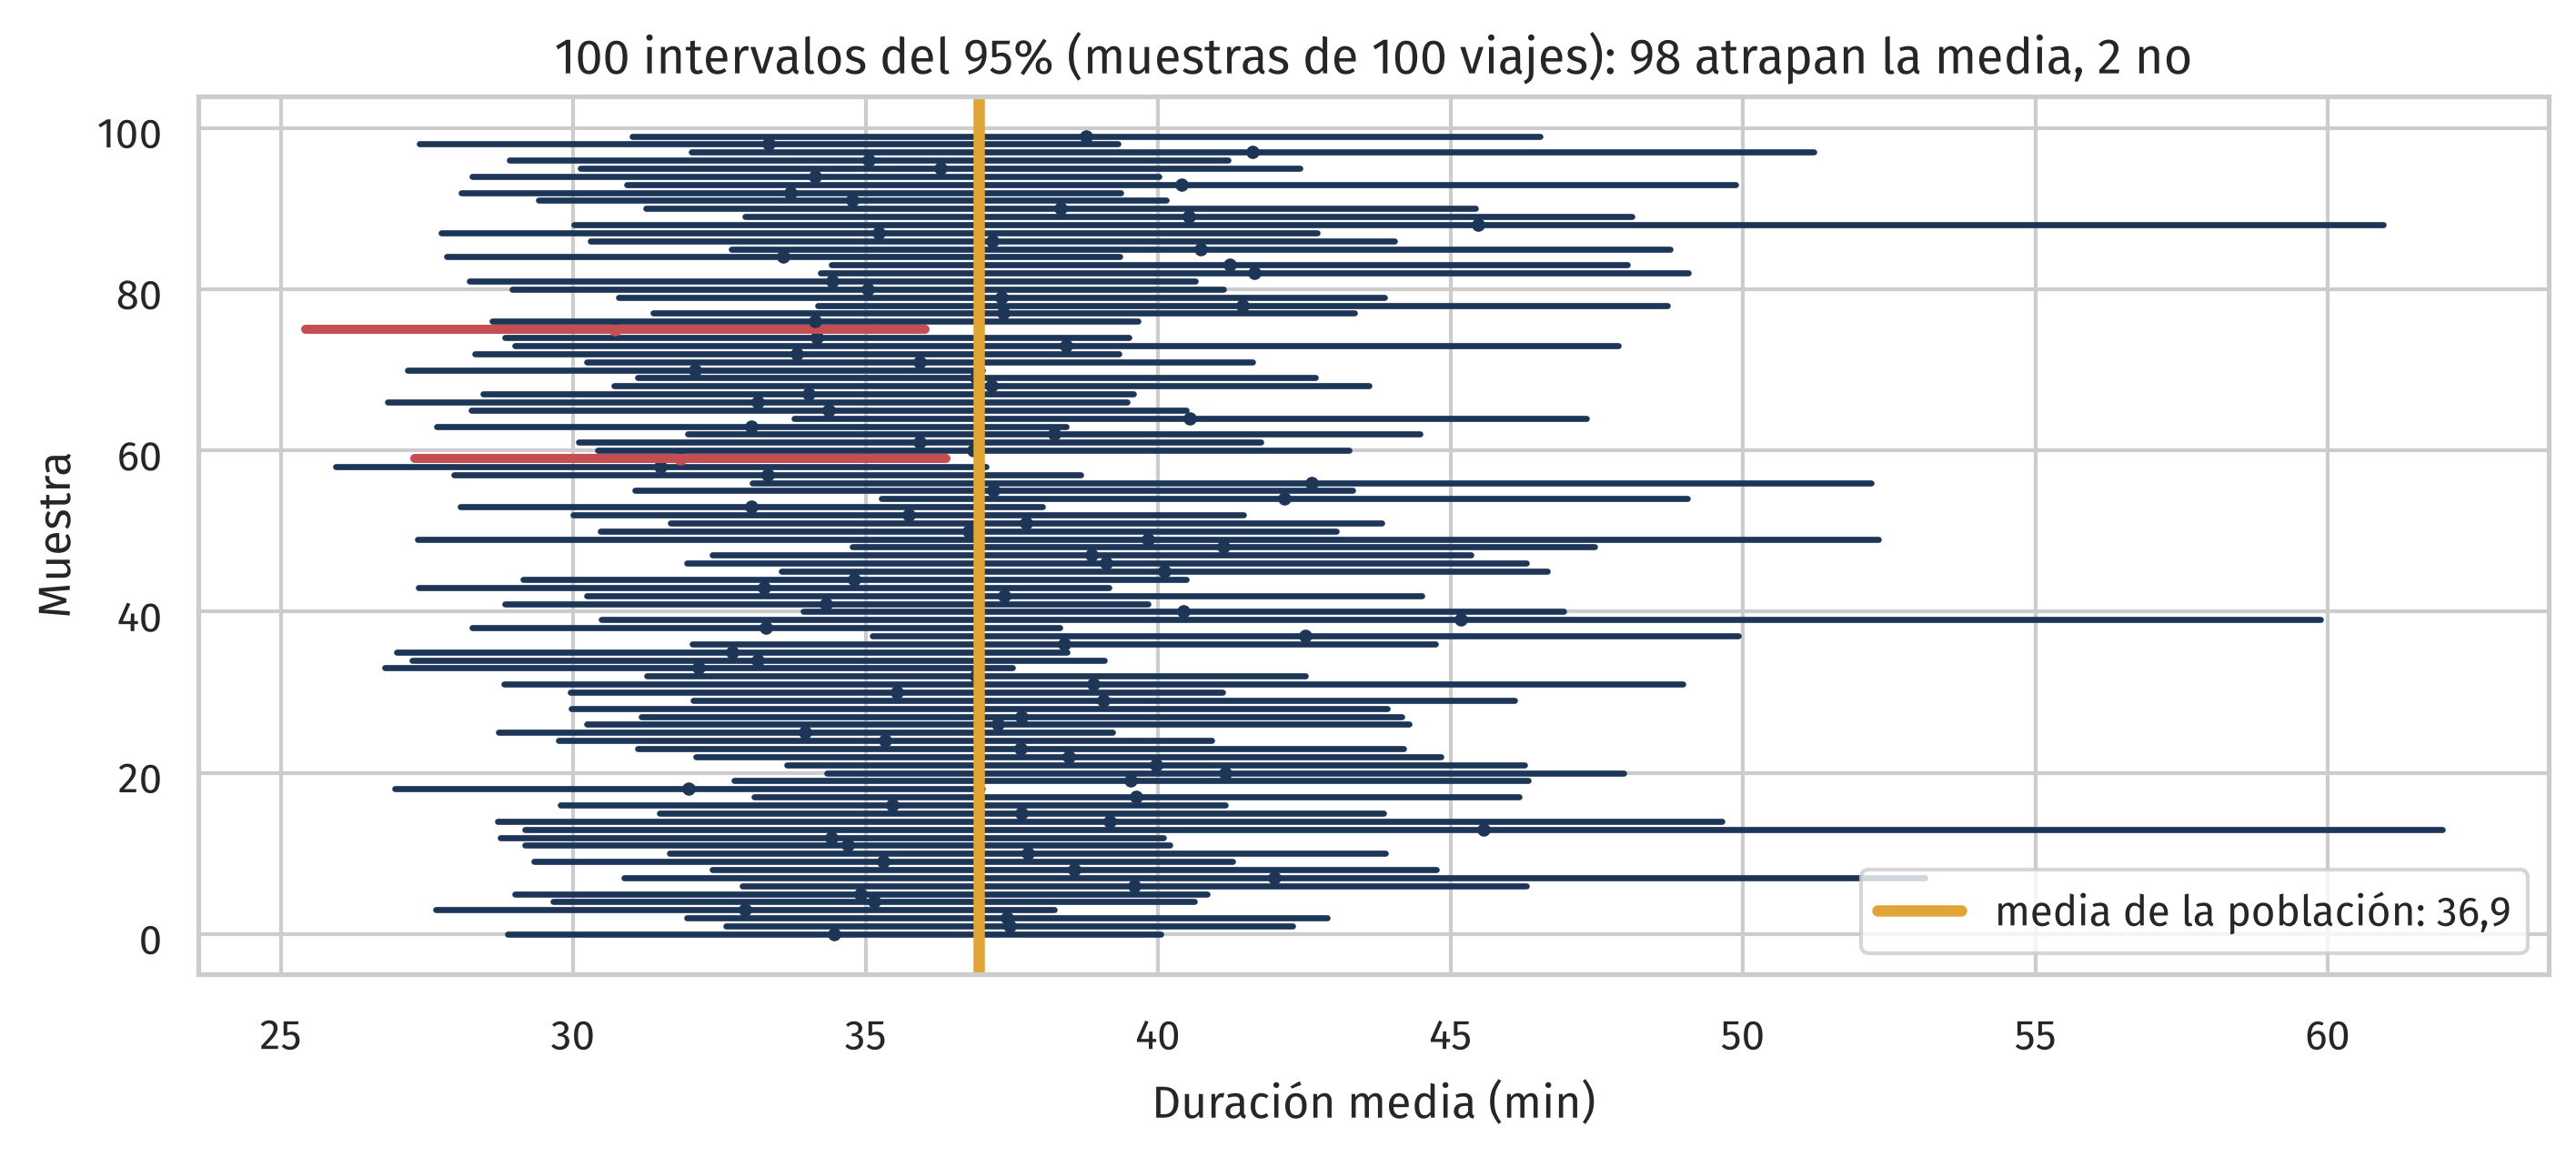 100 intervalos del 95% (muestras de 100 viajes): 98 atrapan la media, 2 no
Muestra
100
80
60
40
20
0
media de la población: 36,9
25 30 35 40 45 50 55 60
Duración media (min)